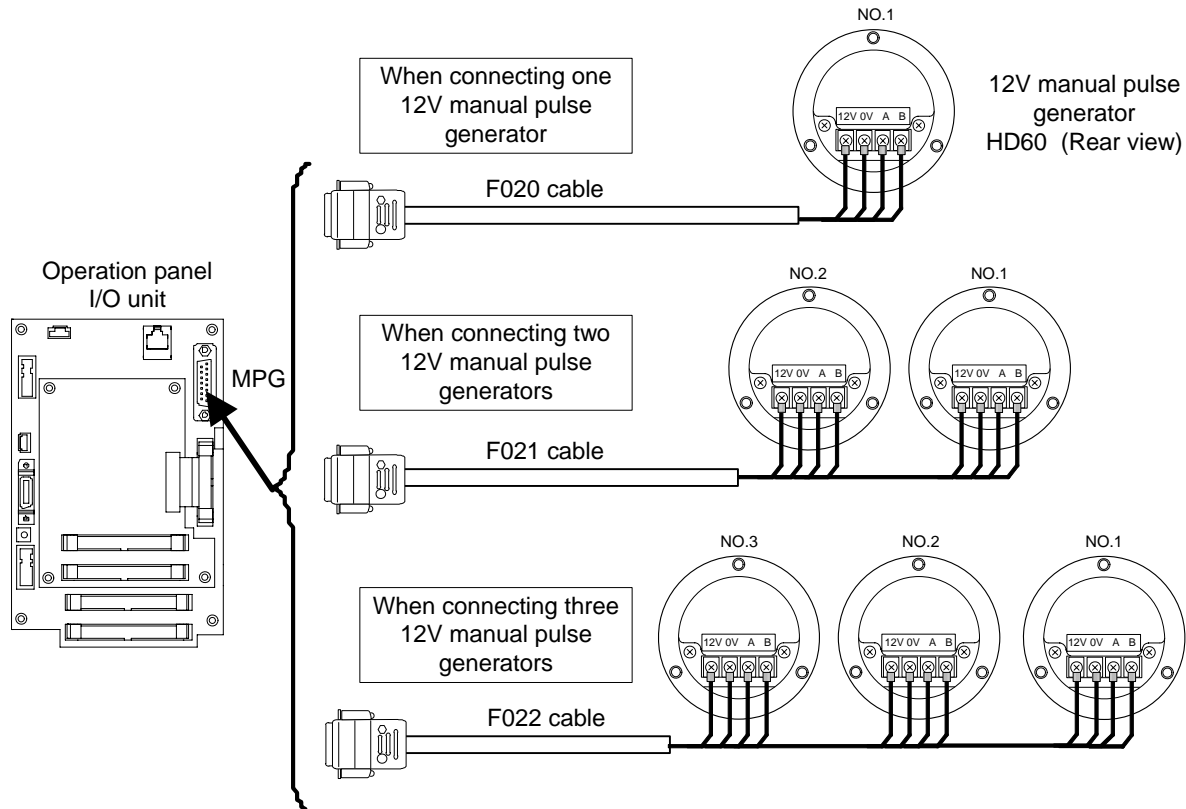 NO.1
When connecting one
12V manual pulse
generator
12V 0V A B
12V manual pulse
generator
HD60 (Rear view)
F020 cable
Operation panel
I/O unit
MPG
NO.2
NO.1
When connecting two
12V manual pulse
generators
12V 0V A B
12V 0V A B
F021 cable
NO.3
NO.2
NO.1
When connecting three
12V manual pulse
generators
12V 0V A B
12V 0V A B
12V 0V A B
F022 cable